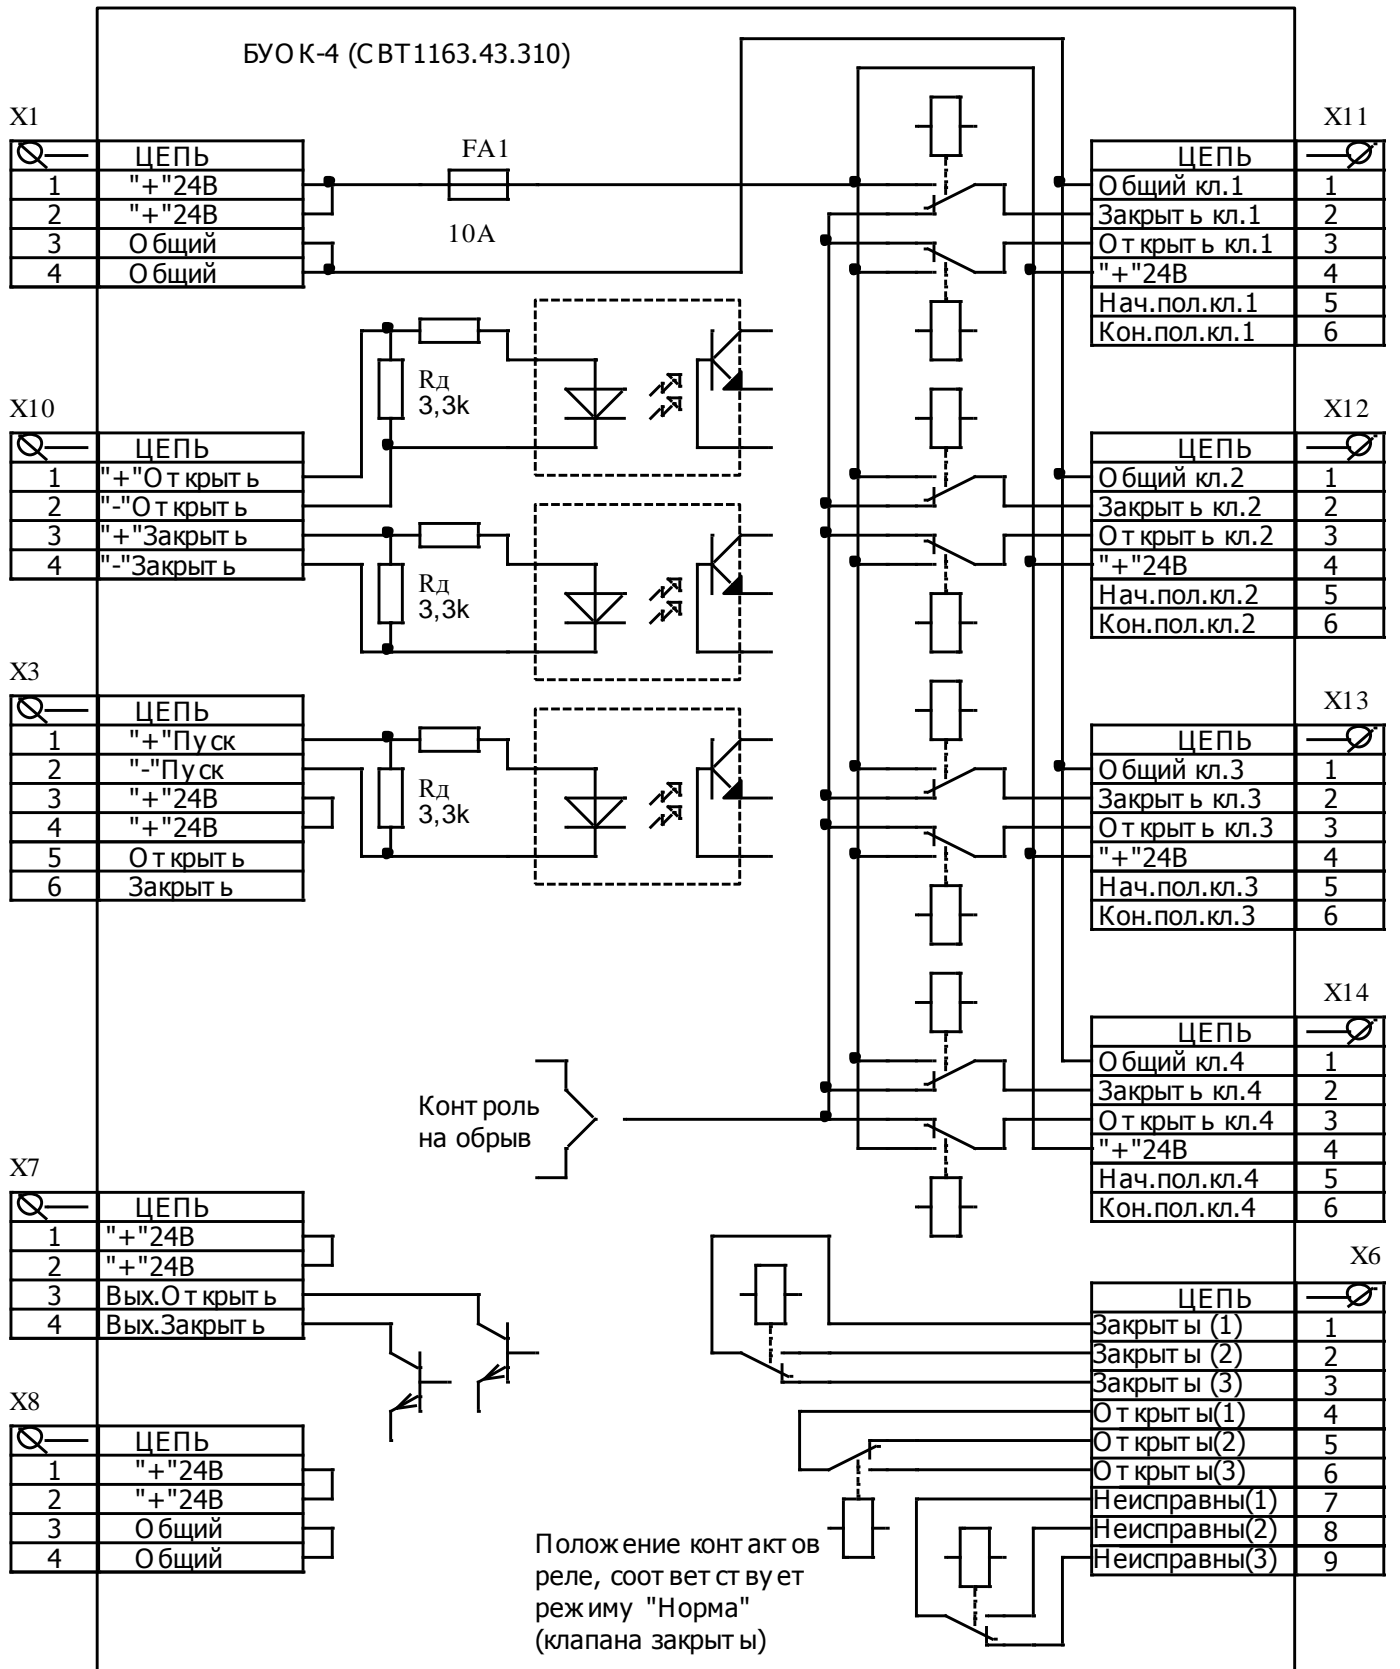 БУОК-4 (СВТ1163.43.310)
X1
ЦЕПЬ
1 "+"24В
2 "+"24В
3 Общий
4 Общий
FA1
10А
X10
ЦЕПЬ
1 "+"Открыть
2 "-"Открыть
3 "+"Закрыть
4 "-"Закрыть
Rд
3,3k
Rд
3,3k
X3
ЦЕПЬ
1 "+"Пуск
2 "-"Пуск
3 "+"24В
4 "+"24В
5 Открыть
6 Закрыть
Rд
3,3k
Контроль
на обрыв
X7
ЦЕПЬ
1 "+"24В
2 "+"24В
3 Вых.Открыть
4 Вых.Закрыть
X8
ЦЕПЬ
1 "+"24В
2 "+"24В
3 Общий
4 Общий
Положение контактов
реле, соответствует
режиму "Норма"
(клапана закрыты)
X11
ЦЕПЬ
Общий кл.1 1
Закрыть кл.1 2
Открыть кл.1 3
"+"24В 4
Нач.пол.кл.1 5
Кон.пол.кл.1 6
X12
ЦЕПЬ
Общий кл.2 1
Закрыть кл.2 2
Открыть кл.2 3
"+"24В 4
Нач.пол.кл.2 5
Кон.пол.кл.2 6
X13
ЦЕПЬ
Общий кл.3 1
Закрыть кл.3 2
Открыть кл.3 3
"+"24В 4
Нач.пол.кл.3 5
Кон.пол.кл.3 6
X14
ЦЕПЬ
Общий кл.4 1
Закрыть кл.4 2
Открыть кл.4 3
"+"24В 4
Нач.пол.кл.4 5
Кон.пол.кл.4 6
X6
ЦЕПЬ
Закрыты (1) 1
Закрыты (2) 2
Закрыты (3) 3
Открыты(1) 4
Открыты(2) 5
Открыты(3) 6
Неисправны(1) 7
Неисправны(2) 8
Неисправны(3) 9